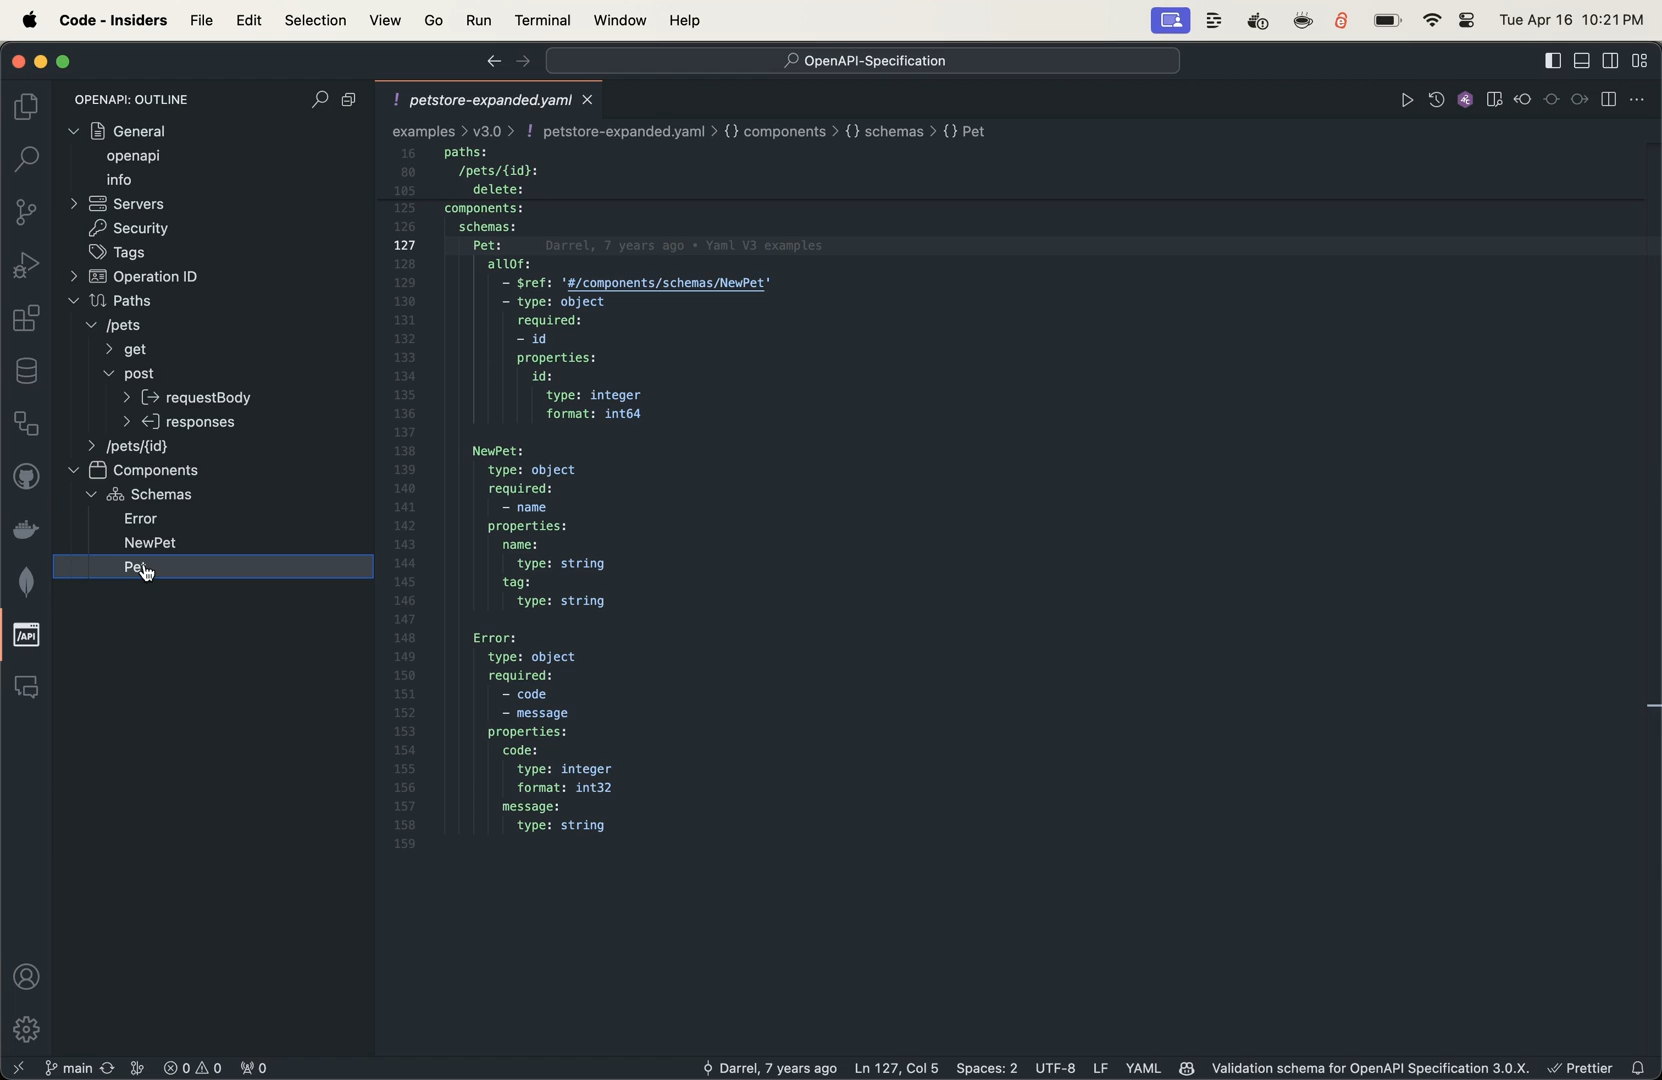 Code - Insiders File Edit Selection View Go Run Terminal Window Help Tue Apr 16 10:21 PM
OpenAPI-Specification
OPENAPI: OUTLINE
General
openapi
info
Servers
Security
Tags
Operation ID
Paths
/pets
get
post
requestBody
responses
/pets/{id}
Components
Schemas
Error
NewPet
Pet
/API
! petstore-expanded.yaml
examples > v3.0 > ! petstore-expanded.yaml > {} components > {} schemas > {} Pet
16 paths:
80 /pets/{id}:
105 delete:
125 components:
126 schemas:
127 Pet: Darrel, 7 years ago • Yaml V3 examples
128 allOf:
129 - $ref: '#/components/schemas/NewPet'
130 - type: object
131 required:
132 - id
133 properties:
134 id:
135 type: integer
136 format: int64
137
138 NewPet:
139 type: object
140 required:
141 - name
142 properties:
143 name:
144 type: string
145 tag:
146 type: string
147
148 Error:
149 type: object
150 required:
151 - code
152 - message
153 properties:
154 code:
155 type: integer
156 format: int32
157 message:
158 type: string
159
main 0 0 0 Darrel, 7 years ago Ln 127, Col 5 Spaces: 2 UTF-8 LF YAML Validation schema for OpenAPI Specification 3.0.X. Prettier